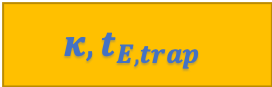 κ, t_{E,trap}